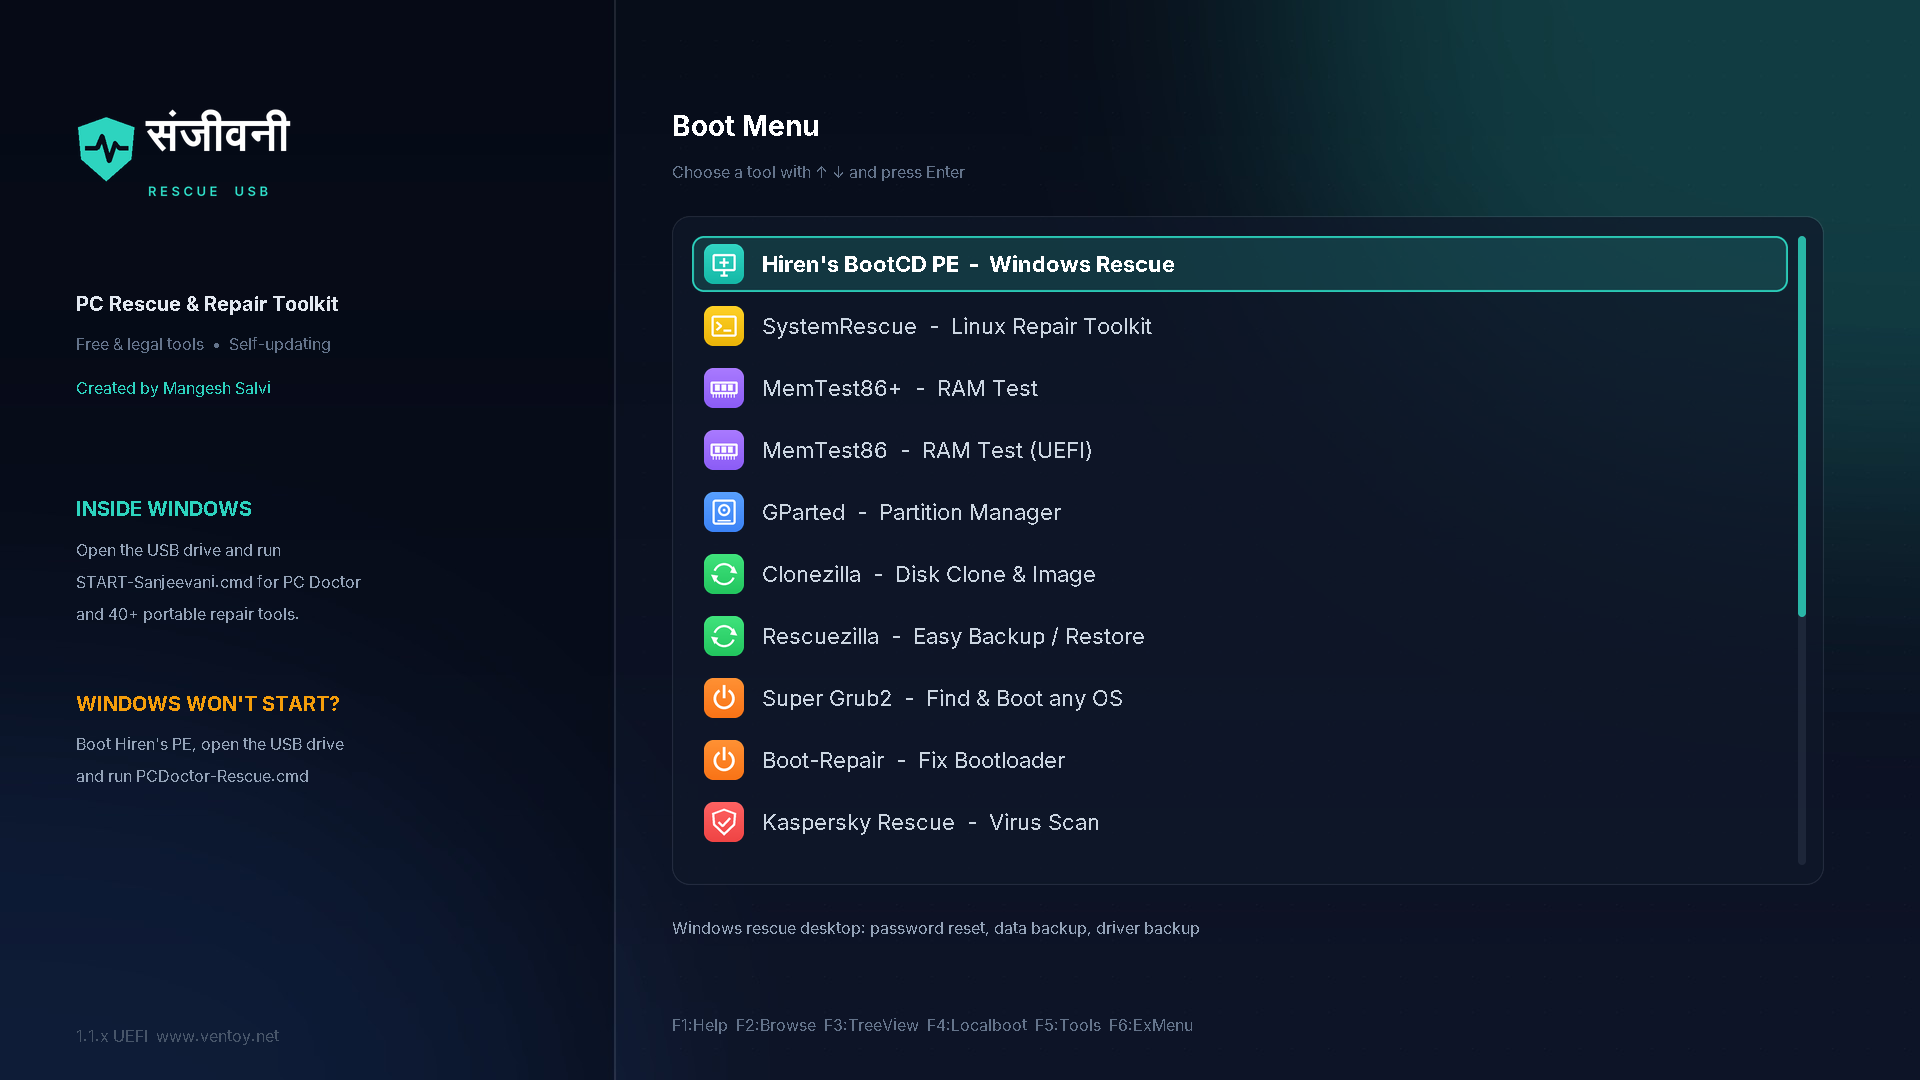 संजीवनी
RESCUE USB
PC Rescue & Repair Toolkit
Free & legal tools • Self-updating
Created by Mangesh Salvi
INSIDE WINDOWS
Open the USB drive and run
START-Sanjeevani.cmd for PC Doctor
and 40+ portable repair tools.
WINDOWS WON'T START?
Boot Hiren's PE, open the USB drive
and run PCDoctor-Rescue.cmd
1.1.x UEFI www.ventoy.net
Boot Menu
Choose a tool with ↑ ↓ and press Enter
Hiren's BootCD PE - Windows Rescue
SystemRescue - Linux Repair Toolkit
MemTest86+ - RAM Test
MemTest86 - RAM Test (UEFI)
GParted - Partition Manager
Clonezilla - Disk Clone & Image
Rescuezilla - Easy Backup / Restore
Super Grub2 - Find & Boot any OS
Boot-Repair - Fix Bootloader
Kaspersky Rescue - Virus Scan
Windows rescue desktop: password reset, data backup, driver backup
F1:Help F2:Browse F3:TreeView F4:Localboot F5:Tools F6:ExMenu